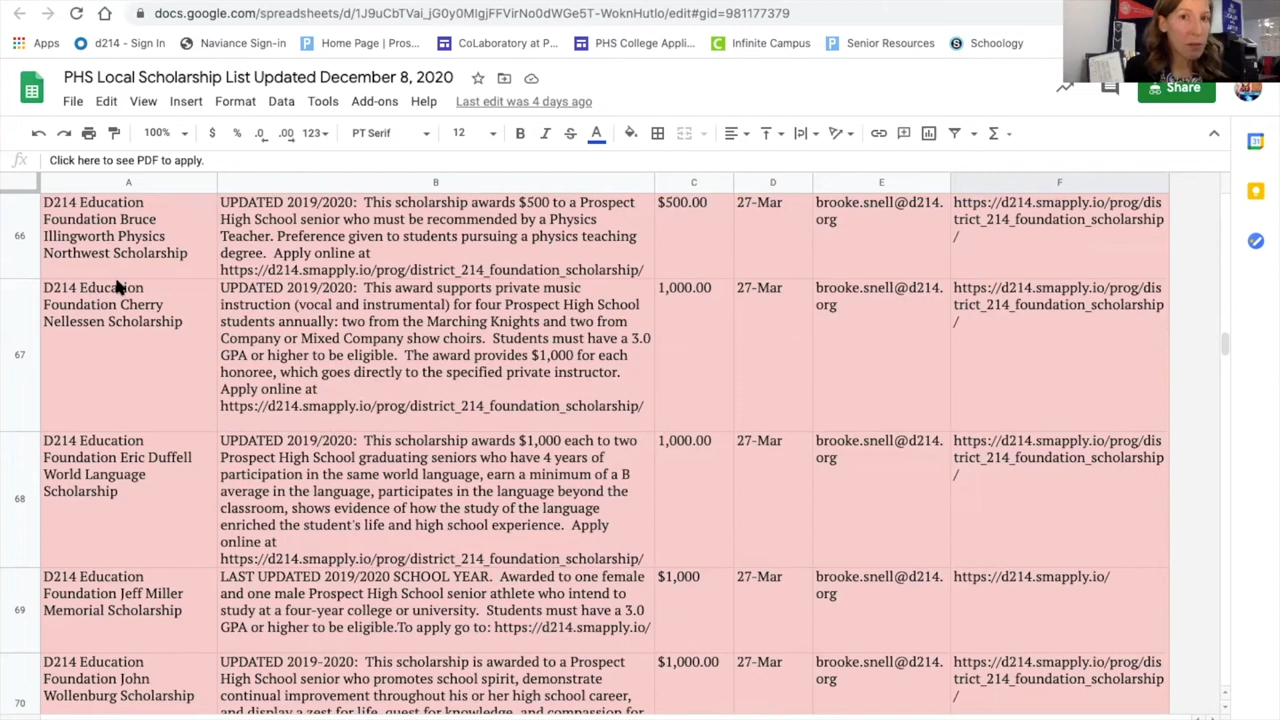 docs.google.com/spreadsheets/d/1J9uCbTVai_jG0y0MIgjFFVirNo0dWGe5T-WoknHutlo/edit#gid=981177379
Apps d214 - Sign In Naviance Sign-in Home Page | Pros... CoLaboratory at P... PHS College Appli... Infinite Campus Senior Resources Schoology
PHS Local Scholarship List Updated December 8, 2020
File Edit View Insert Format Data Tools Add-ons Help Last edit was 4 days ago
Share
100% $ % .0 .00 123 PT Serif 12 B I S A
fx Click here to see PDF to apply.
A B C D E F
66
D214 Education
Foundation Bruce
Illingworth Physics
Northwest Scholarship
UPDATED 2019/2020: This scholarship awards $500 to a Prospect
High School senior who must be recommended by a Physics
Teacher. Preference given to students pursuing a physics teaching
degree. Apply online at
https://d214.smapply.io/prog/district_214_foundation_scholarship/
$500.00
27-Mar
brooke.snell@d214.
org
https://d214.smapply.io/prog/dis
trict_214_foundation_scholarship
/
67
D214 Education
Foundation Cherry
Nellessen Scholarship
UPDATED 2019/2020: This award supports private music
instruction (vocal and instrumental) for four Prospect High School
students annually: two from the Marching Knights and two from
Company or Mixed Company show choirs. Students must have a 3.0
GPA or higher to be eligible. The award provides $1,000 for each
honoree, which goes directly to the specified private instructor.
Apply online at
https://d214.smapply.io/prog/district_214_foundation_scholarship/
1,000.00
27-Mar
brooke.snell@d214.
org
https://d214.smapply.io/prog/dis
trict_214_foundation_scholarship
/
68
D214 Education
Foundation Eric Duffell
World Language
Scholarship
UPDATED 2019/2020: This scholarship awards $1,000 each to two
Prospect High School graduating seniors who have 4 years of
participation in the same world language, earn a minimum of a B
average in the language, participates in the language beyond the
classroom, shows evidence of how the study of the language
enriched the student's life and high school experience. Apply
online at
https://d214.smapply.io/prog/district_214_foundation_scholarship/
1,000.00
27-Mar
brooke.snell@d214.
org
https://d214.smapply.io/prog/dis
trict_214_foundation_scholarship
/
69
D214 Education
Foundation Jeff Miller
Memorial Scholarship
LAST UPDATED 2019/2020 SCHOOL YEAR. Awarded to one female
and one male Prospect High School senior athlete who intend to
study at a four-year college or university. Students must have a 3.0
GPA or higher to be eligible.To apply go to: https://d214.smapply.io/
$1,000
27-Mar
brooke.snell@d214.
org
https://d214.smapply.io/
70
D214 Education
Foundation John
Wollenburg Scholarship
UPDATED 2019-2020: This scholarship is awarded to a Prospect
High School senior who promotes school spirit, demonstrate
continual improvement throughout his or her high school career,
and display a zest for life, quest for knowledge, and compassion for
$1,000.00
27-Mar
brooke.snell@d214.
org
https://d214.smapply.io/prog/dis
trict_214_foundation_scholarship
/